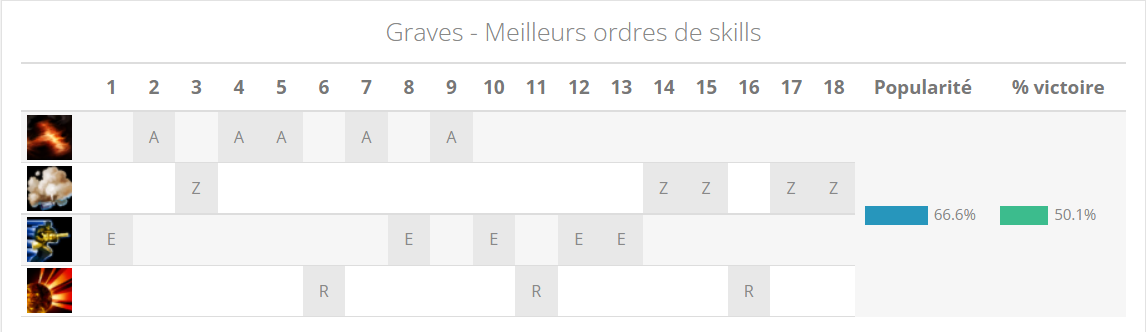 Graves - Meilleurs ordres de skills
1 2 3 4 5 6 7 8 9 10 11 12 13 14 15 16 17 18 Popularité % victoire
A A A A A
Z Z Z Z Z
E E E E E
66.6% 50.1%
R R R